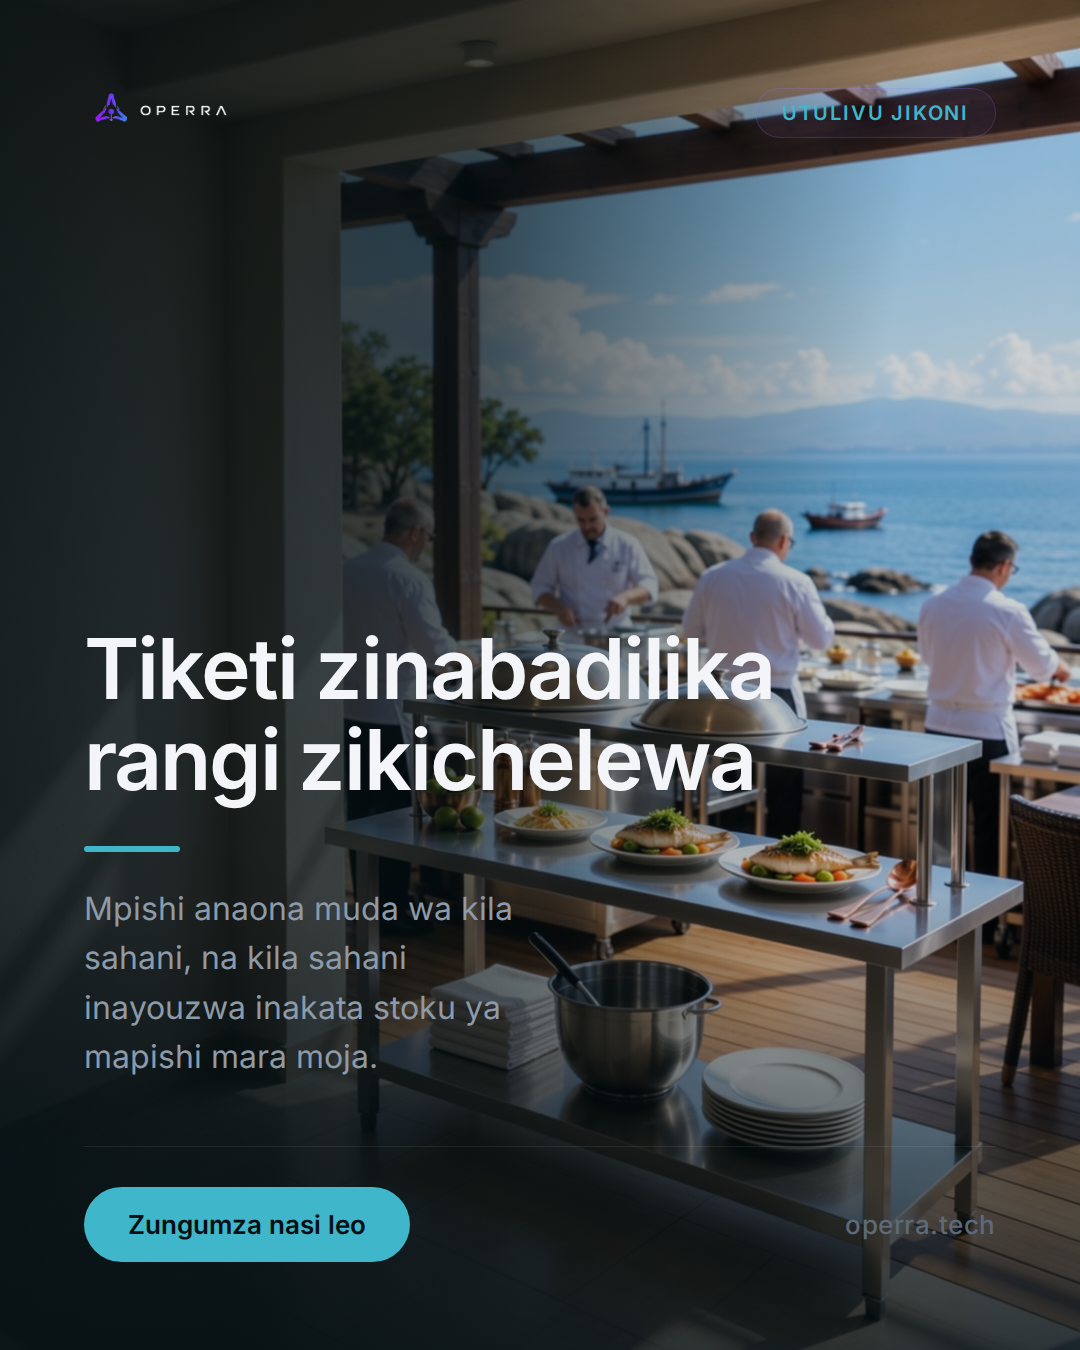 OPERRA
UTULIVU JIKONI
Tiketi zinabadilika
rangi zikichelewa
Mpishi anaona muda wa kila
sahani, na kila sahani
inayouzwa inakata stoku ya
mapishi mara moja.
Zungumza nasi leo
operra.tech